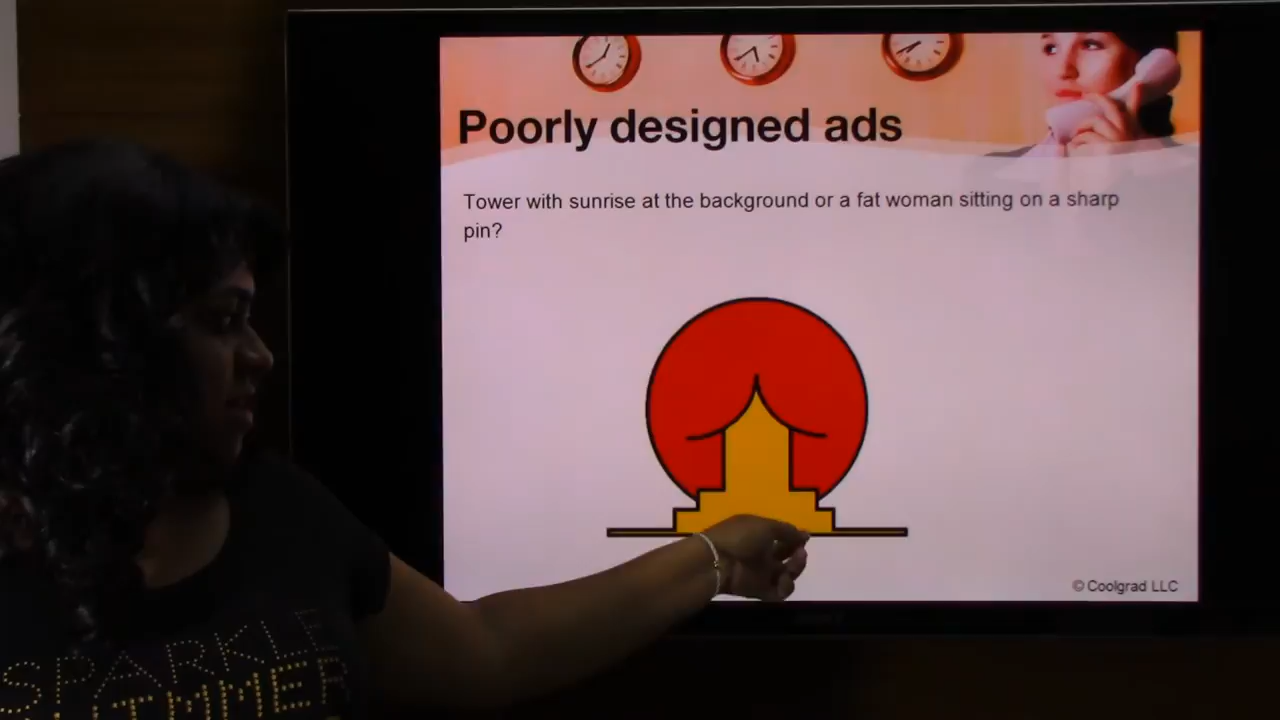 Poorly designed ads
Tower with sunrise at the background or a fat woman sitting on a sharp
pin?
© Coolgrad LLC
SPARKLE